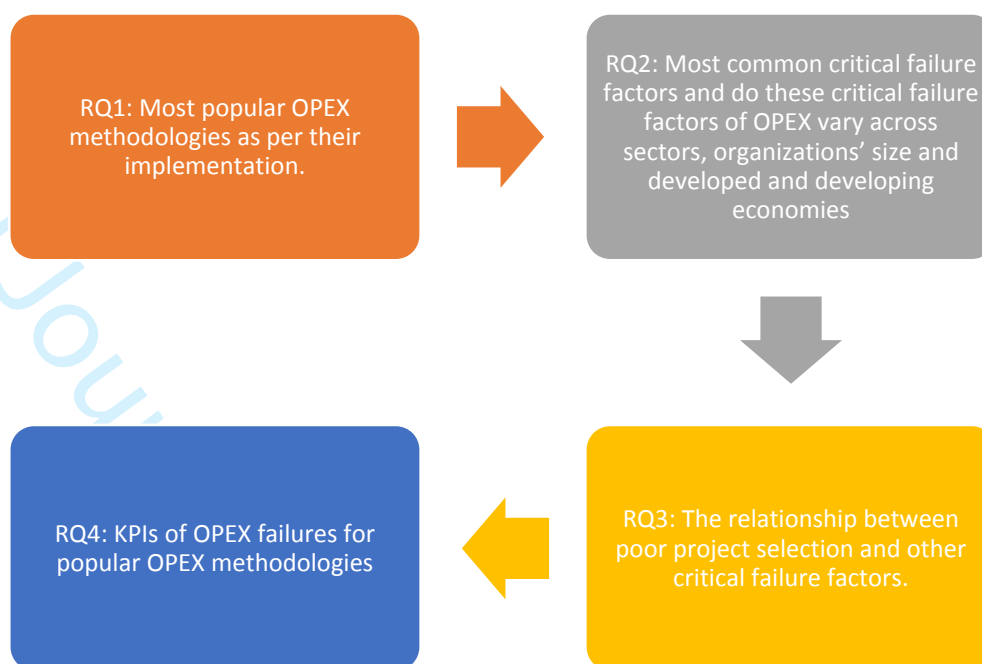 RQ1: Most popular OPEX
methodologies as per their
implementation.
RQ2: Most common critical failure
factors and do these critical failure
factors of OPEX vary across
sectors, organizations’ size and
developed and developing
economies
RQ3: The relationship between
poor project selection and other
critical failure factors.
RQ4: KPIs of OPEX failures for
popular OPEX methodologies